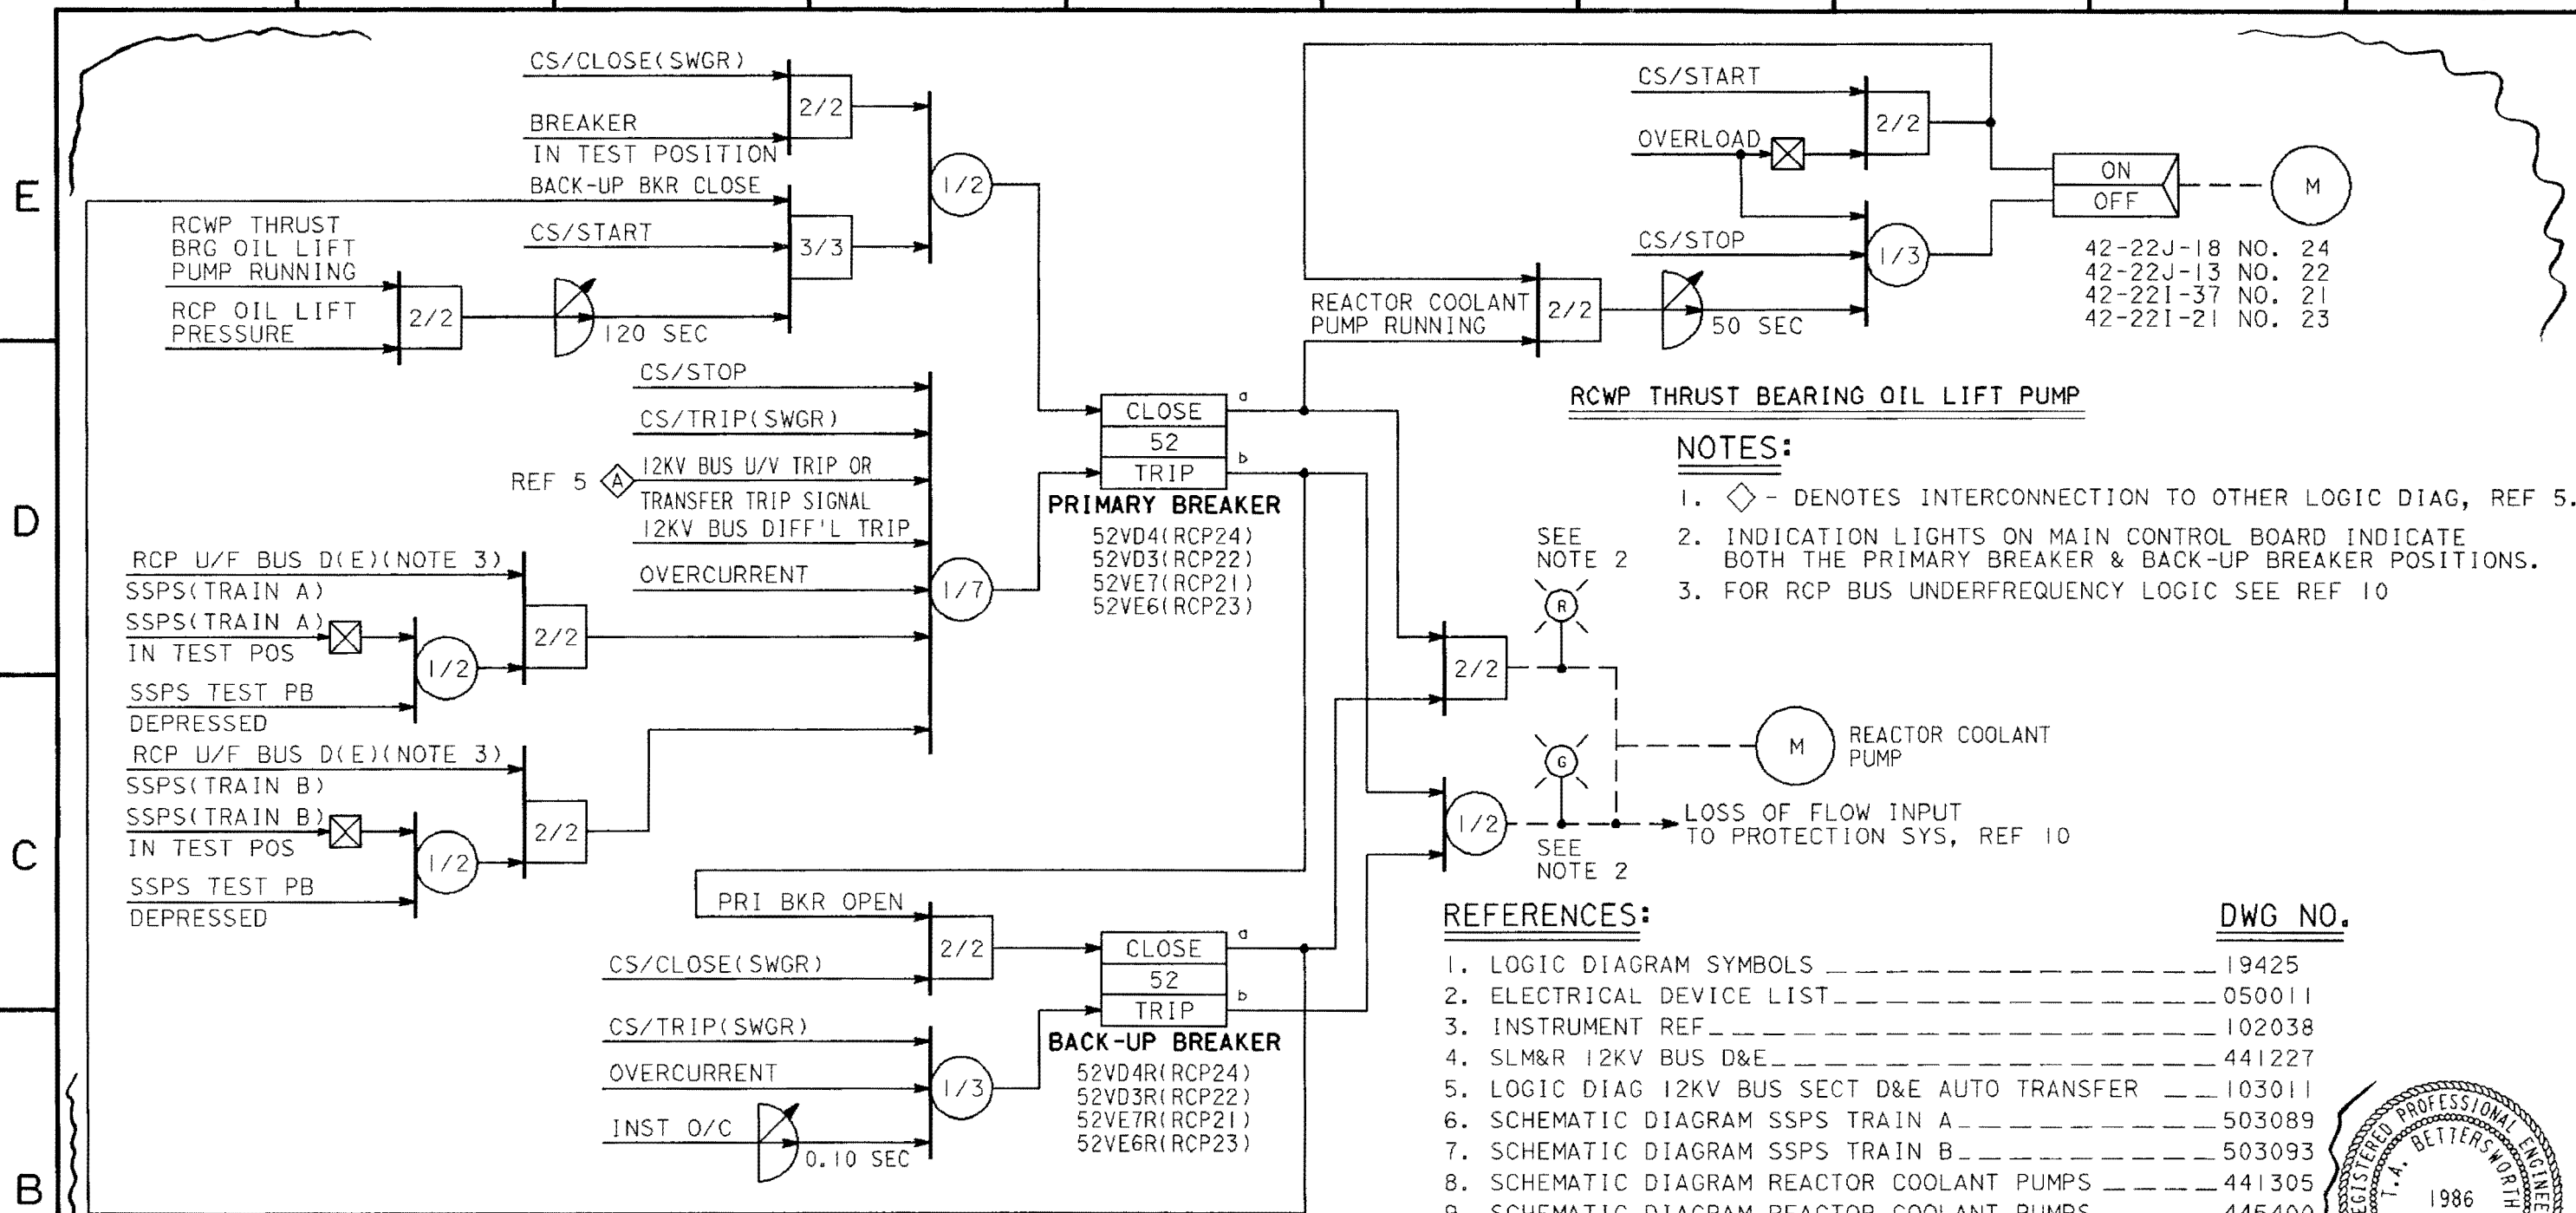 E
D
C
B
CS/CLOSE(SWGR)
BREAKER
IN TEST POSITION
2/2
BACK-UP BKR CLOSE
CS/START
3/3
1/2
RCWP THRUST
BRG OIL LIFT
PUMP RUNNING
RCP OIL LIFT
PRESSURE
2/2
120 SEC
CS/STOP
CS/TRIP(SWGR)
REF 5
A
12KV BUS U/V TRIP OR
TRANSFER TRIP SIGNAL
12KV BUS DIFF'L TRIP
OVERCURRENT
1/7
RCP U/F BUS D(E)(NOTE 3)
SSPS(TRAIN A)
SSPS(TRAIN A)
IN TEST POS
SSPS TEST PB
DEPRESSED
1/2
2/2
RCP U/F BUS D(E)(NOTE 3)
SSPS(TRAIN B)
SSPS(TRAIN B)
IN TEST POS
SSPS TEST PB
DEPRESSED
1/2
2/2
CLOSE
52
TRIP
a
b
PRIMARY BREAKER
52VD4(RCP24)
52VD3(RCP22)
52VE7(RCP21)
52VE6(RCP23)
PRI BKR OPEN
CS/CLOSE(SWGR)
2/2
CS/TRIP(SWGR)
OVERCURRENT
INST O/C
0.10 SEC
1/3
CLOSE
52
TRIP
a
b
BACK-UP BREAKER
52VD4R(RCP24)
52VD3R(RCP22)
52VE7R(RCP21)
52VE6R(RCP23)
CS/START
OVERLOAD
2/2
CS/STOP
1/3
REACTOR COOLANT
PUMP RUNNING
2/2
50 SEC
ON
OFF
M
42-22J-18 NO. 24
42-22J-13 NO. 22
42-22I-37 NO. 21
42-22I-21 NO. 23
RCWP THRUST BEARING OIL LIFT PUMP
NOTES:
1. ◇ - DENOTES INTERCONNECTION TO OTHER LOGIC DIAG, REF 5.
2. INDICATION LIGHTS ON MAIN CONTROL BOARD INDICATE
BOTH THE PRIMARY BREAKER & BACK-UP BREAKER POSITIONS.
3. FOR RCP BUS UNDERFREQUENCY LOGIC SEE REF 10
SEE
NOTE 2
R
2/2
G
1/2
SEE
NOTE 2
M
REACTOR COOLANT
PUMP
LOSS OF FLOW INPUT
TO PROTECTION SYS, REF 10
REFERENCES: DWG NO.
1. LOGIC DIAGRAM SYMBOLS 19425
2. ELECTRICAL DEVICE LIST 050011
3. INSTRUMENT REF 102038
4. SLM&R 12KV BUS D&E 441227
5. LOGIC DIAG 12KV BUS SECT D&E AUTO TRANSFER 103011
6. SCHEMATIC DIAGRAM SSPS TRAIN A 503089
7. SCHEMATIC DIAGRAM SSPS TRAIN B 503093
8. SCHEMATIC DIAGRAM REACTOR COOLANT PUMPS 441305
9. SCHEMATIC DIAGRAM REACTOR COOLANT PUMPS 445400
PROFESSIONAL
T.A. BETTERSWORTH
1986